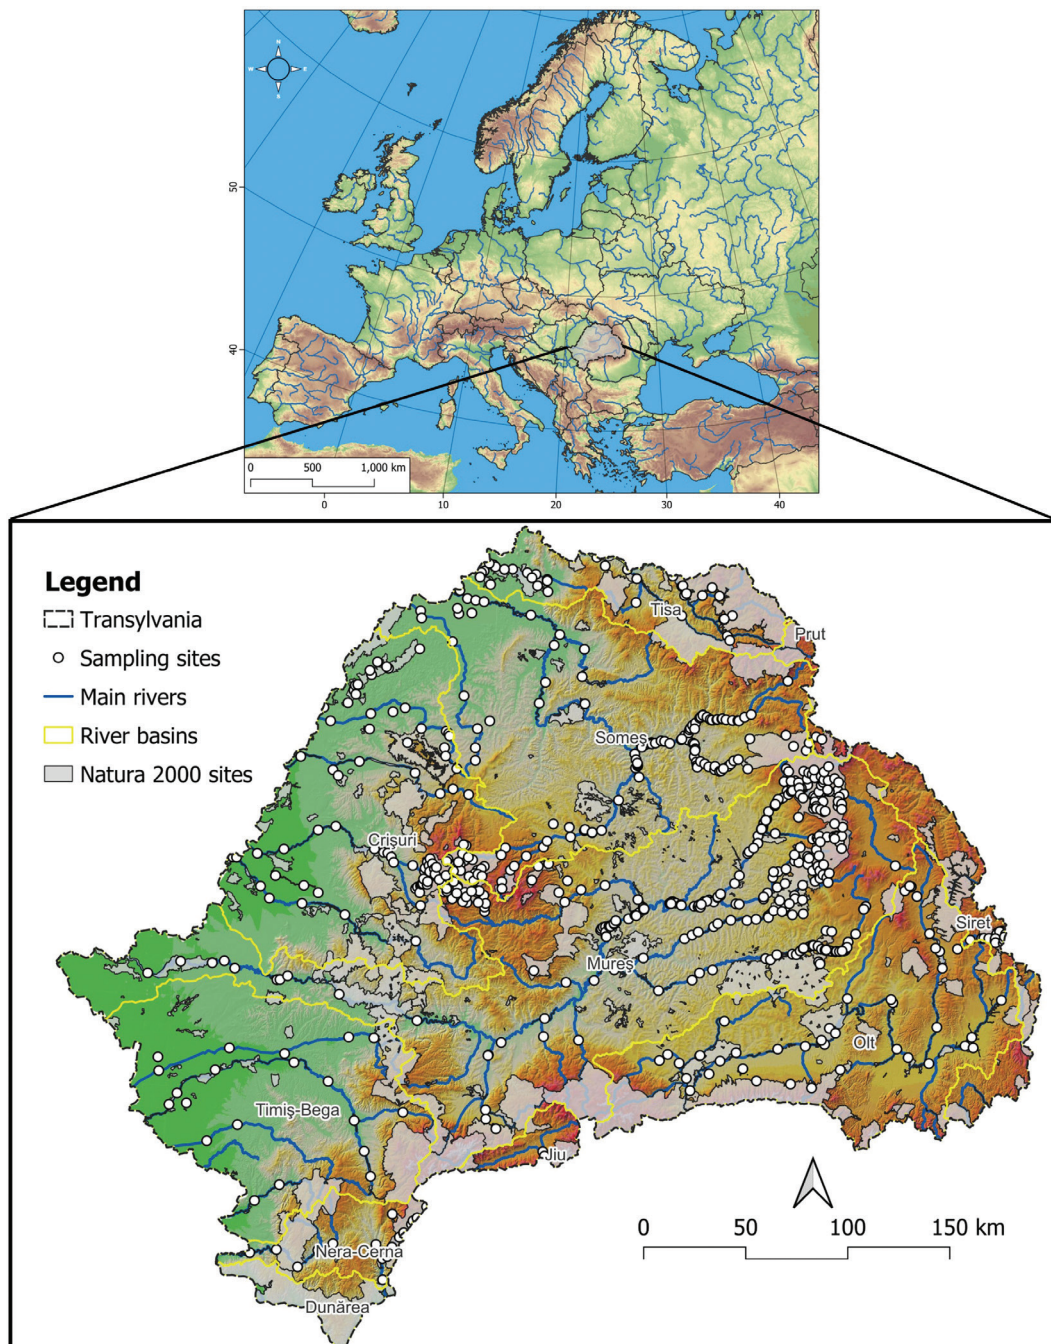 N
W
E
S
50
40
0 500 1,000 km
0 10 20 30 40
Legend
Transylvania
Sampling sites
Main rivers
River basins
Natura 2000 sites
Tisa
Prut
Someș
Crișuri
Siret
Mureș
Olt
Timiș-Bega
Jiu
Nera-Cerna
Dunărea
0 50 100 150 km